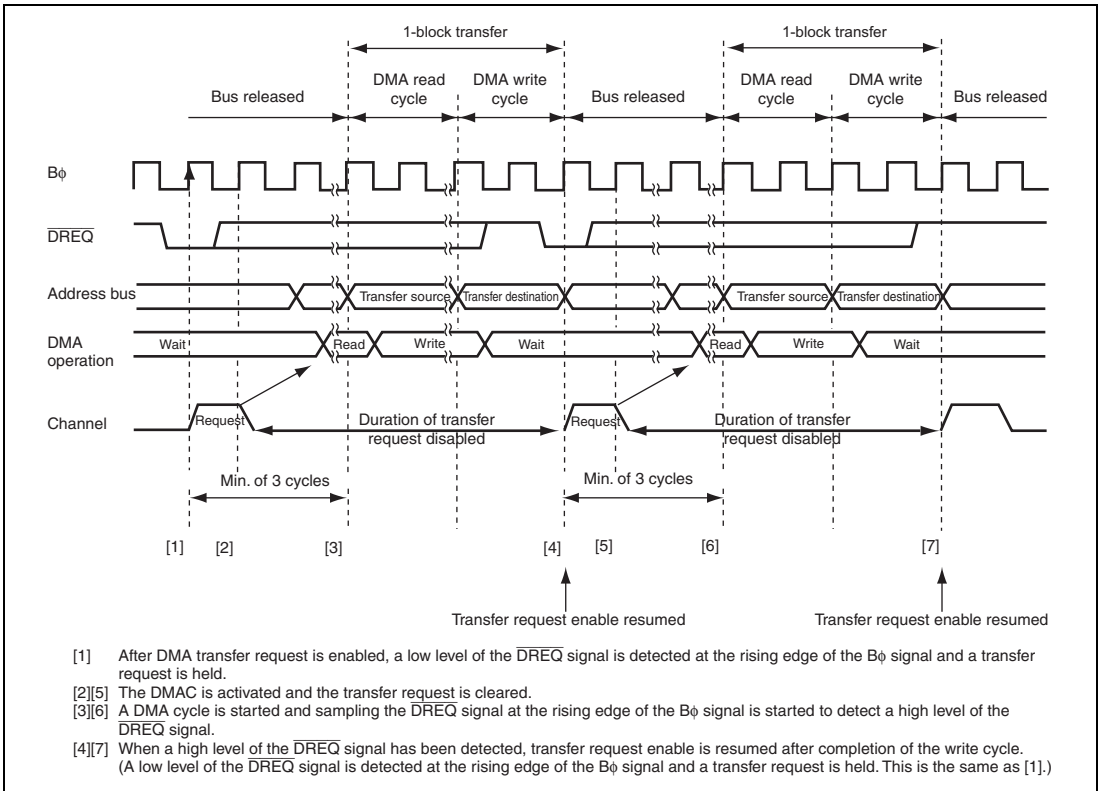 1-block transfer 1-block transfer
DMA read DMA write DMA read DMA write
Bus released cycle cycle Bus released cycle cycle Bus released
Bϕ
DREQ
Address bus Transfer source Transfer destination Transfer source Transfer destination
DMA operation Wait Read Write Wait Read Write Wait
Channel Request Duration of transfer Request Duration of transfer
request disabled request disabled
Min. of 3 cycles Min. of 3 cycles
[1] [2] [3] [4] [5] [6] [7]
Transfer request enable resumed Transfer request enable resumed
[1] After DMA transfer request is enabled, a low level of the DREQ signal is detected at the rising edge of the Bϕ signal and a transfer
request is held.
[2][5] The DMAC is activated and the transfer request is cleared.
[3][6] A DMA cycle is started and sampling the DREQ signal at the rising edge of the Bϕ signal is started to detect a high level of the
DREQ signal.
[4][7] When a high level of the DREQ signal has been detected, transfer request enable is resumed after completion of the write cycle.
(A low level of the DREQ signal is detected at the rising edge of the Bϕ signal and a transfer request is held. This is the same as [1].)